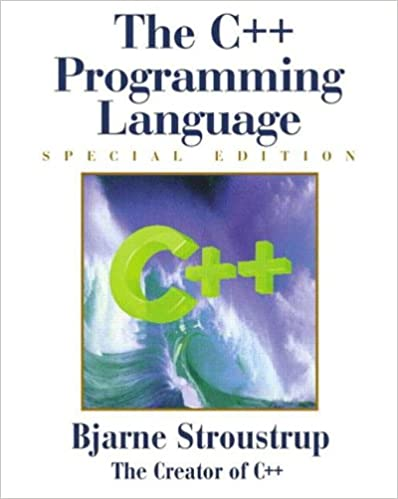 The C++
Programming
Language
SPECIAL EDITION
C++
Bjarne Stroustrup
The Creator of C++